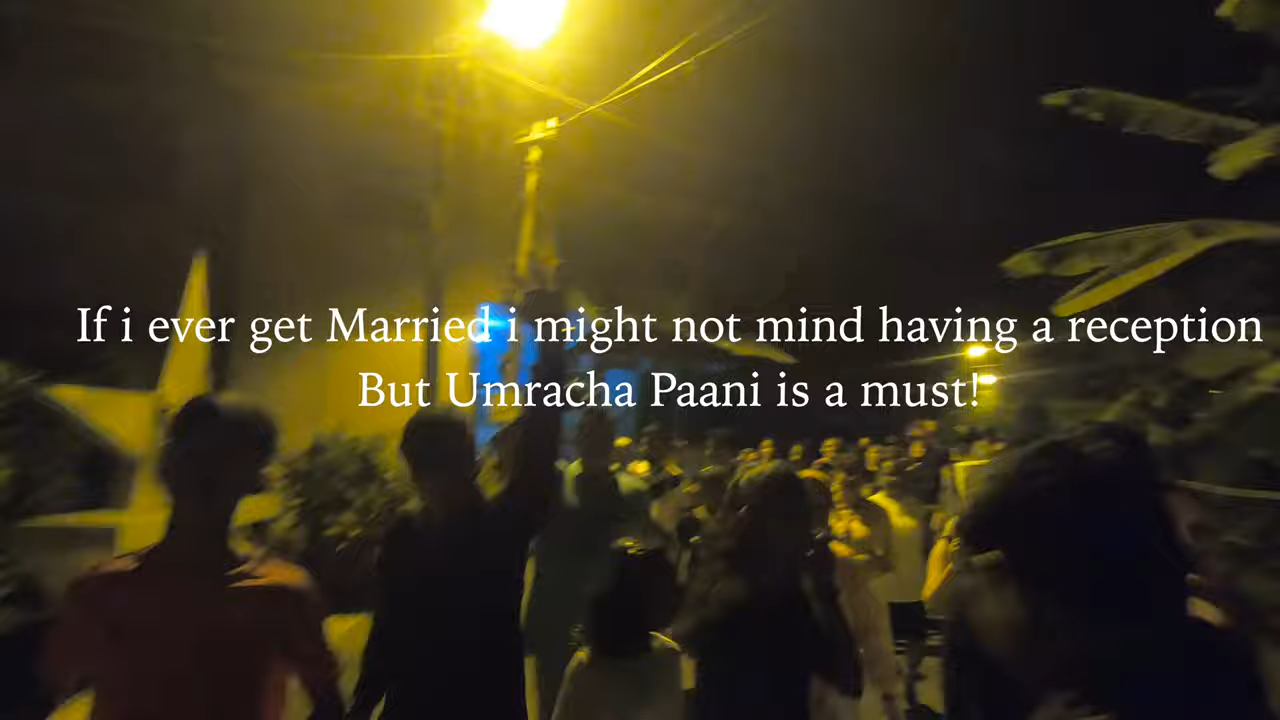 If i ever get Married i might not mind having a reception
But Umracha Paani is a must!